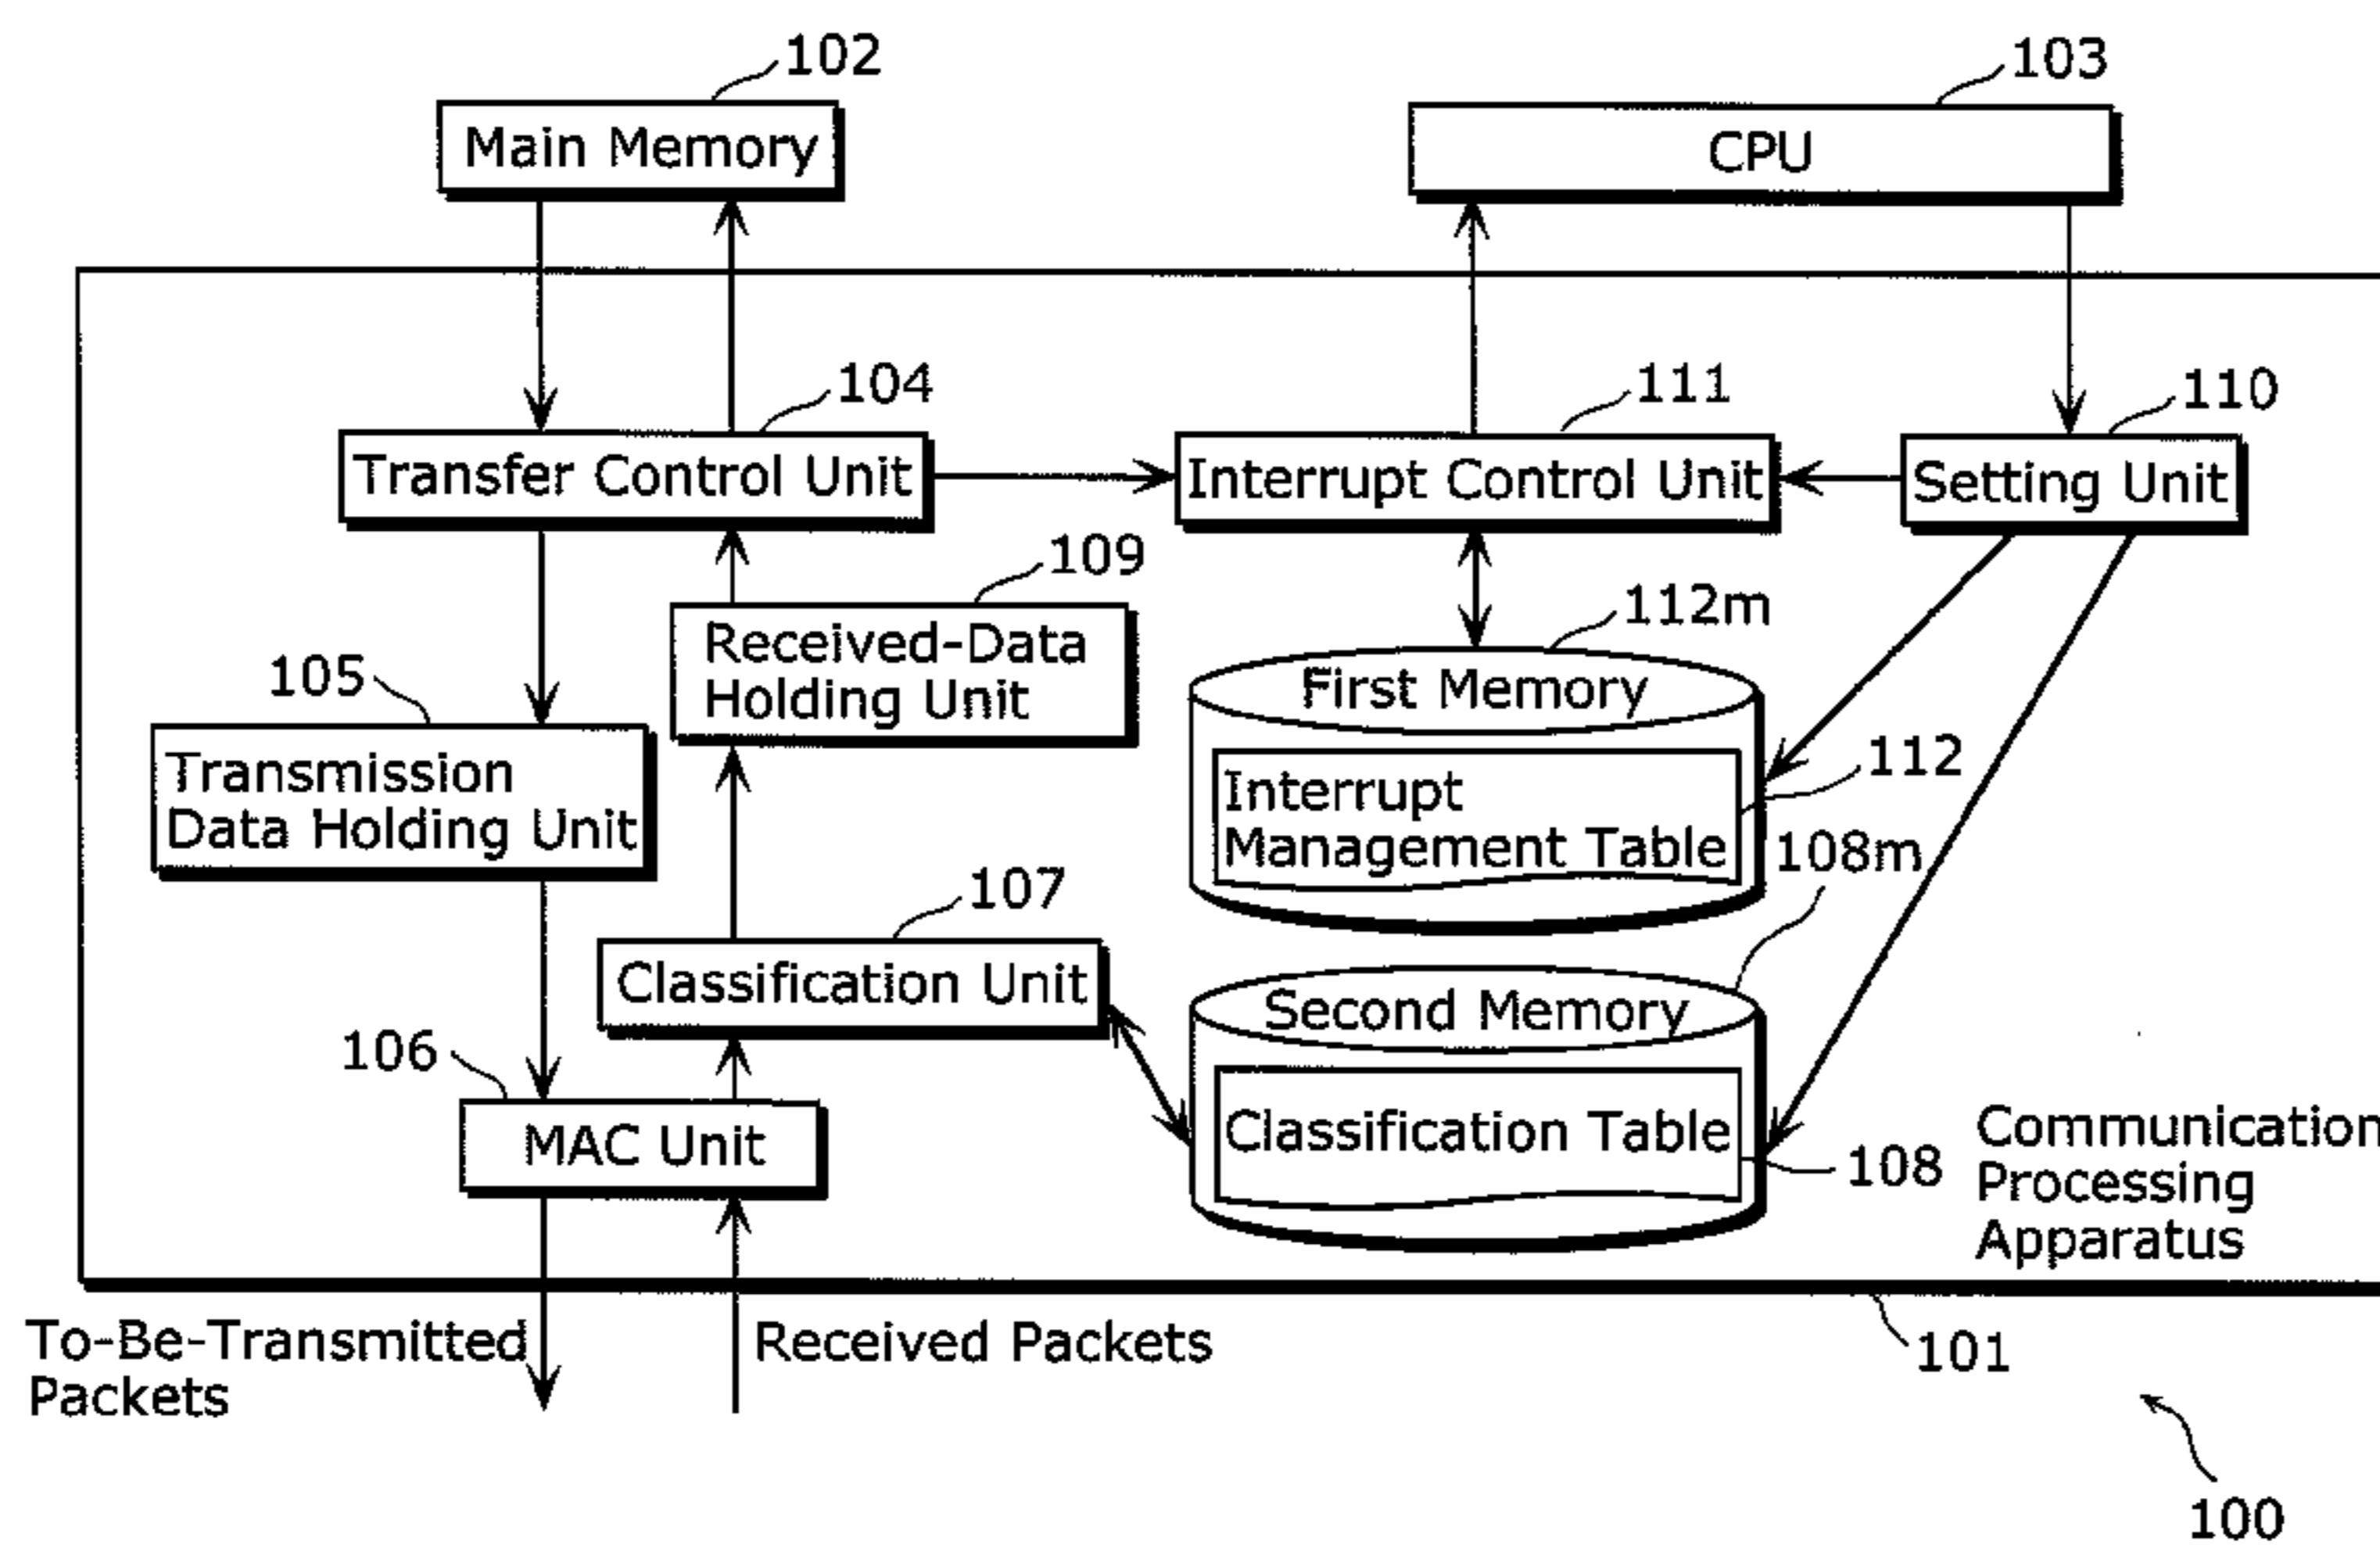 102
103
Main Memory
CPU
104
111
110
Transfer Control Unit
Interrupt Control Unit
Setting Unit
109
112m
Received-Data
Holding Unit
105
First Memory
Transmission
Data Holding Unit
112
Interrupt
Management Table
108m
107
Classification Unit
Second Memory
106
MAC Unit
Classification Table
108
Communication
Processing
Apparatus
To-Be-Transmitted
Packets
Received Packets
101
100